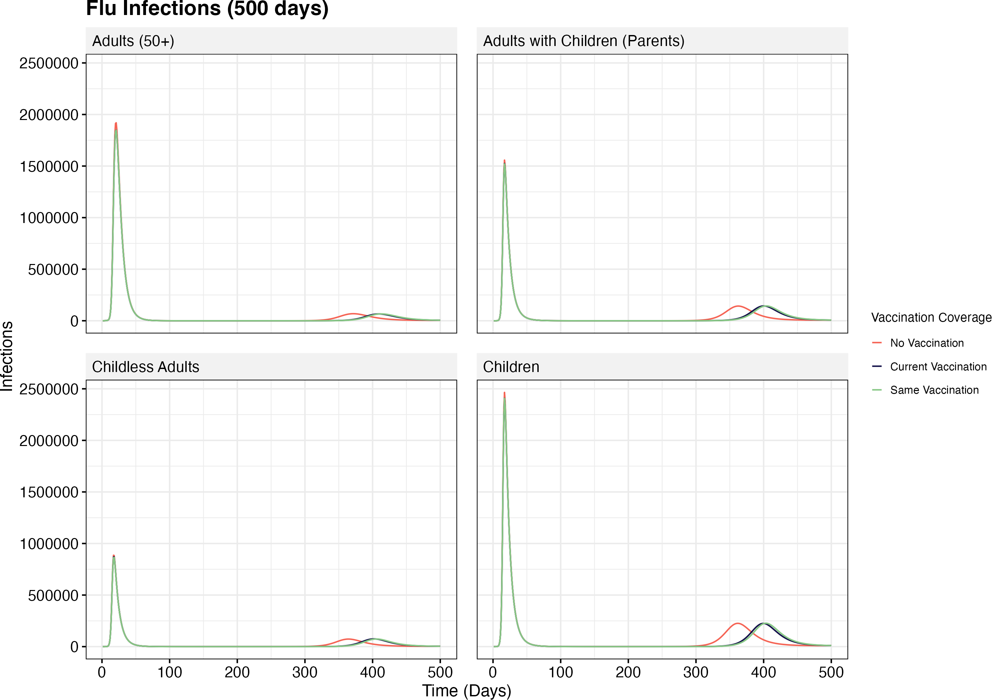 Flu Infections (500 days)
Adults (50+)
Adults with Children (Parents)
2500000
2000000
1500000
1000000
500000
0
Childless Adults
Children
2500000
2000000
1500000
1000000
500000
0
0 100 200 300 400 500
0 100 200 300 400 500
Time (Days)
Infections
Vaccination Coverage
No Vaccination
Current Vaccination
Same Vaccination